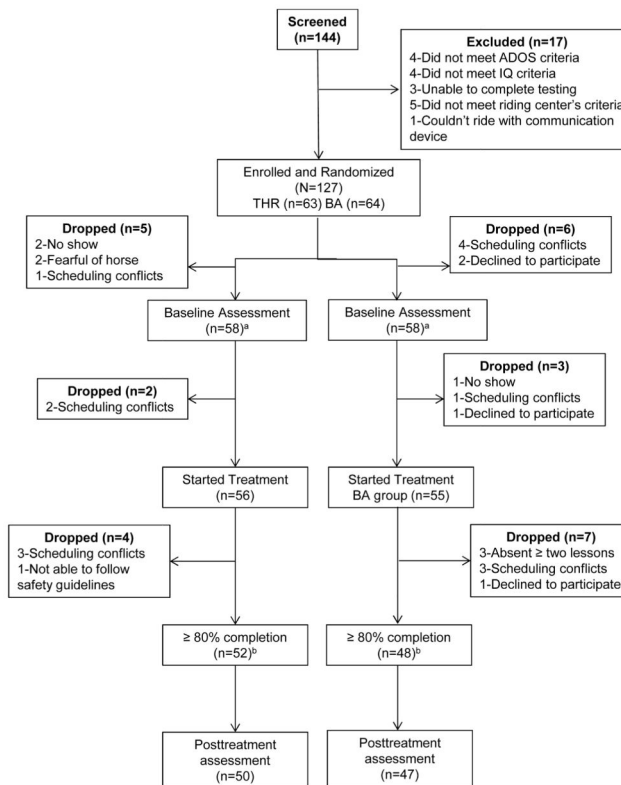 Screened
(n=144)
Excluded (n=17)
4-Did not meet ADOS criteria
4-Did not meet IQ criteria
3-Unable to complete testing
5-Did not meet riding center's criteria
1-Couldn't ride with communication
device
Enrolled and Randomized
(N=127)
THR (n=63) BA (n=64)
Dropped (n=5)
2-No show
2-Fearful of horse
1-Scheduling conflicts
Dropped (n=6)
4-Scheduling conflicts
2-Declined to participate
Baseline Assessment
(n=58)ᵃ
Baseline Assessment
(n=58)ᵃ
Dropped (n=2)
2-Scheduling conflicts
Dropped (n=3)
1-No show
1-Scheduling conflicts
1-Declined to participate
Started Treatment
(n=56)
Started Treatment
BA group (n=55)
Dropped (n=4)
3-Scheduling conflicts
1-Not able to follow
safety guidelines
Dropped (n=7)
3-Absent ≥ two lessons
3-Scheduling conflicts
1-Declined to participate
≥ 80% completion
(n=52)ᵇ
≥ 80% completion
(n=48)ᵇ
Posttreatment
assessment
(n=50)
Posttreatment
assessment
(n=47)